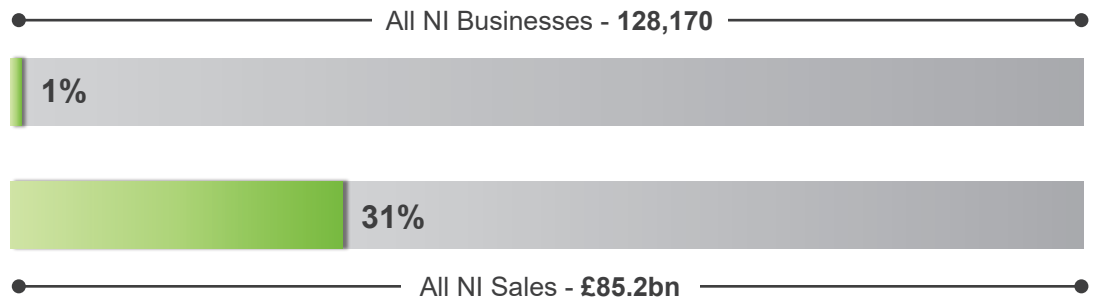 All NI Businesses - 128,170
1%
31%
All NI Sales - £85.2bn